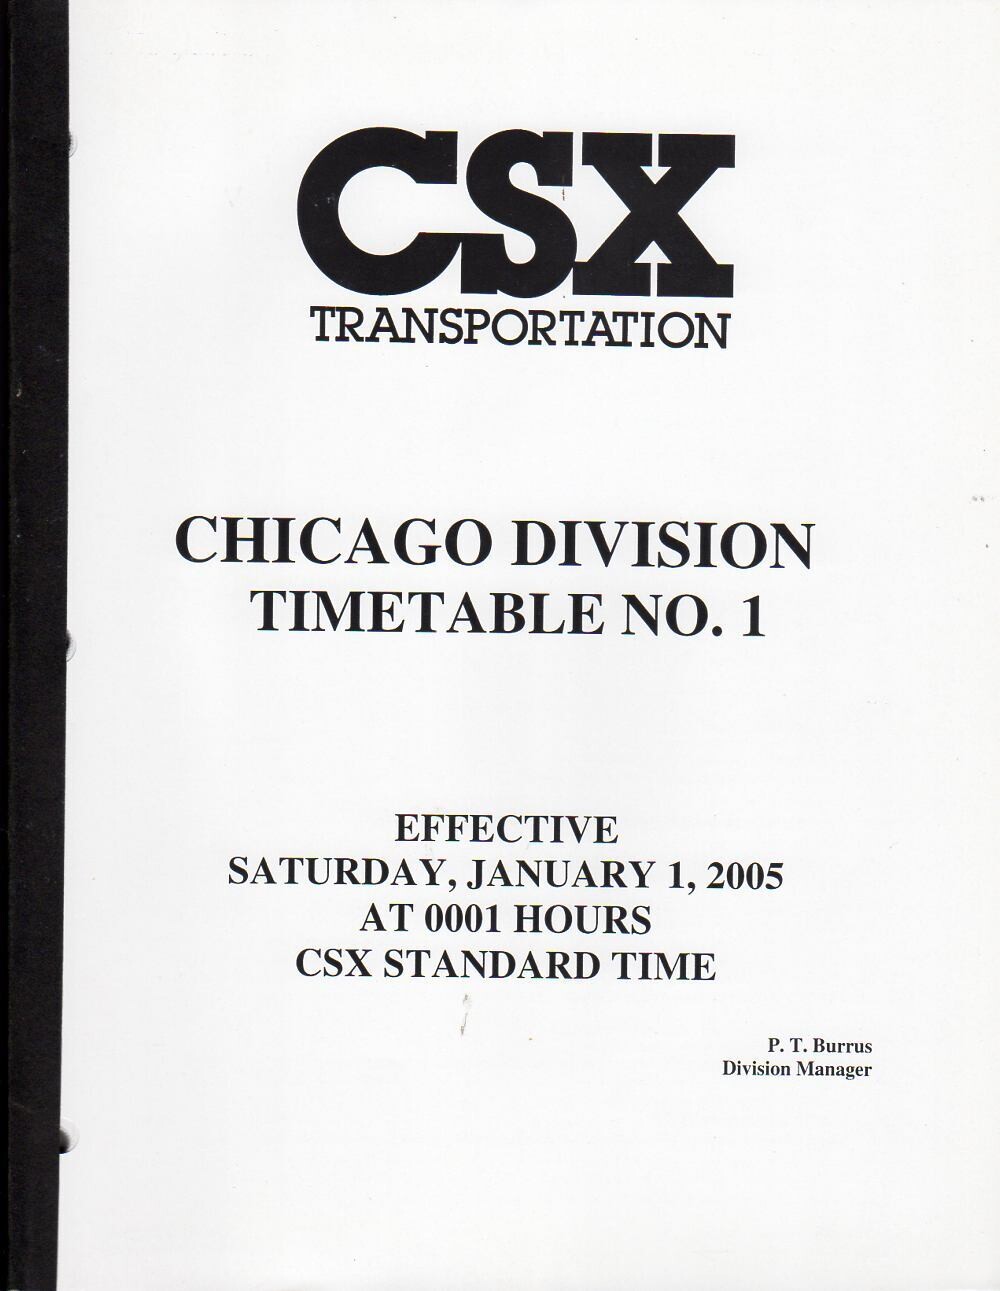 CSX
TRANSPORTATION
CHICAGO DIVISION
TIMETABLE NO. 1
EFFECTIVE
SATURDAY, JANUARY 1, 2005
AT 0001 HOURS
CSX STANDARD TIME
P. T. Burrus
Division Manager